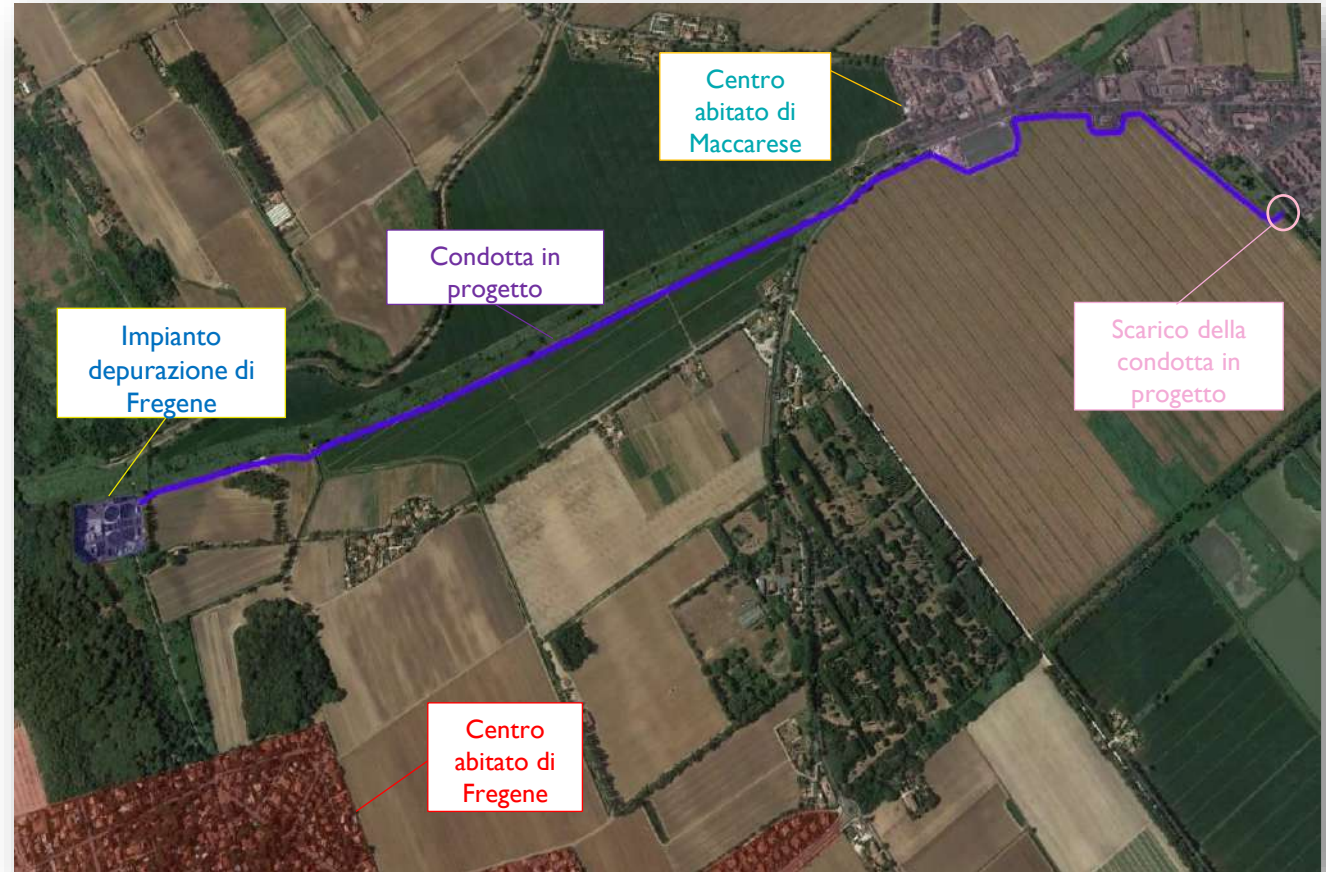 Centro
abitato di
Maccarese
Condotta in
progetto
Impianto
depurazione di
Fregene
Scarico della
condotta in
progetto
Centro
abitato di
Fregene